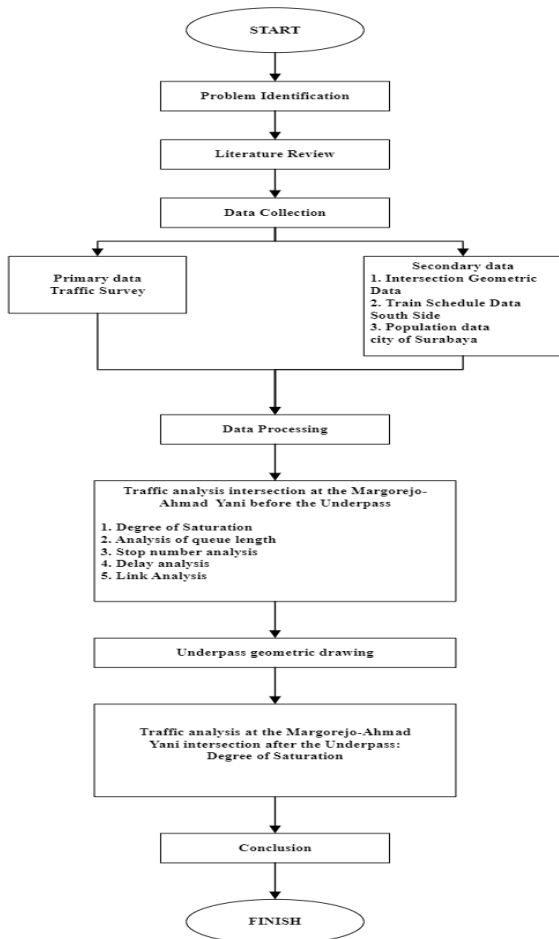 START
Problem Identification
Literature Review
Data Collection
Primary data
Traffic Survey
Secondary data
1. Intersection Geometric
Data
2. Train Schedule Data
South Side
3. Population data
city of Surabaya
Data Processing
Traffic analysis intersection at the Margorejo-
Ahmad Yani before the Underpass
1. Degree of Saturation
2. Analysis of queue length
3. Stop number analysis
4. Delay analysis
5. Link Analysis
Underpass geometric drawing
Traffic analysis at the Margorejo-Ahmad
Yani intersection after the Underpass:
Degree of Saturation
Conclusion
FINISH